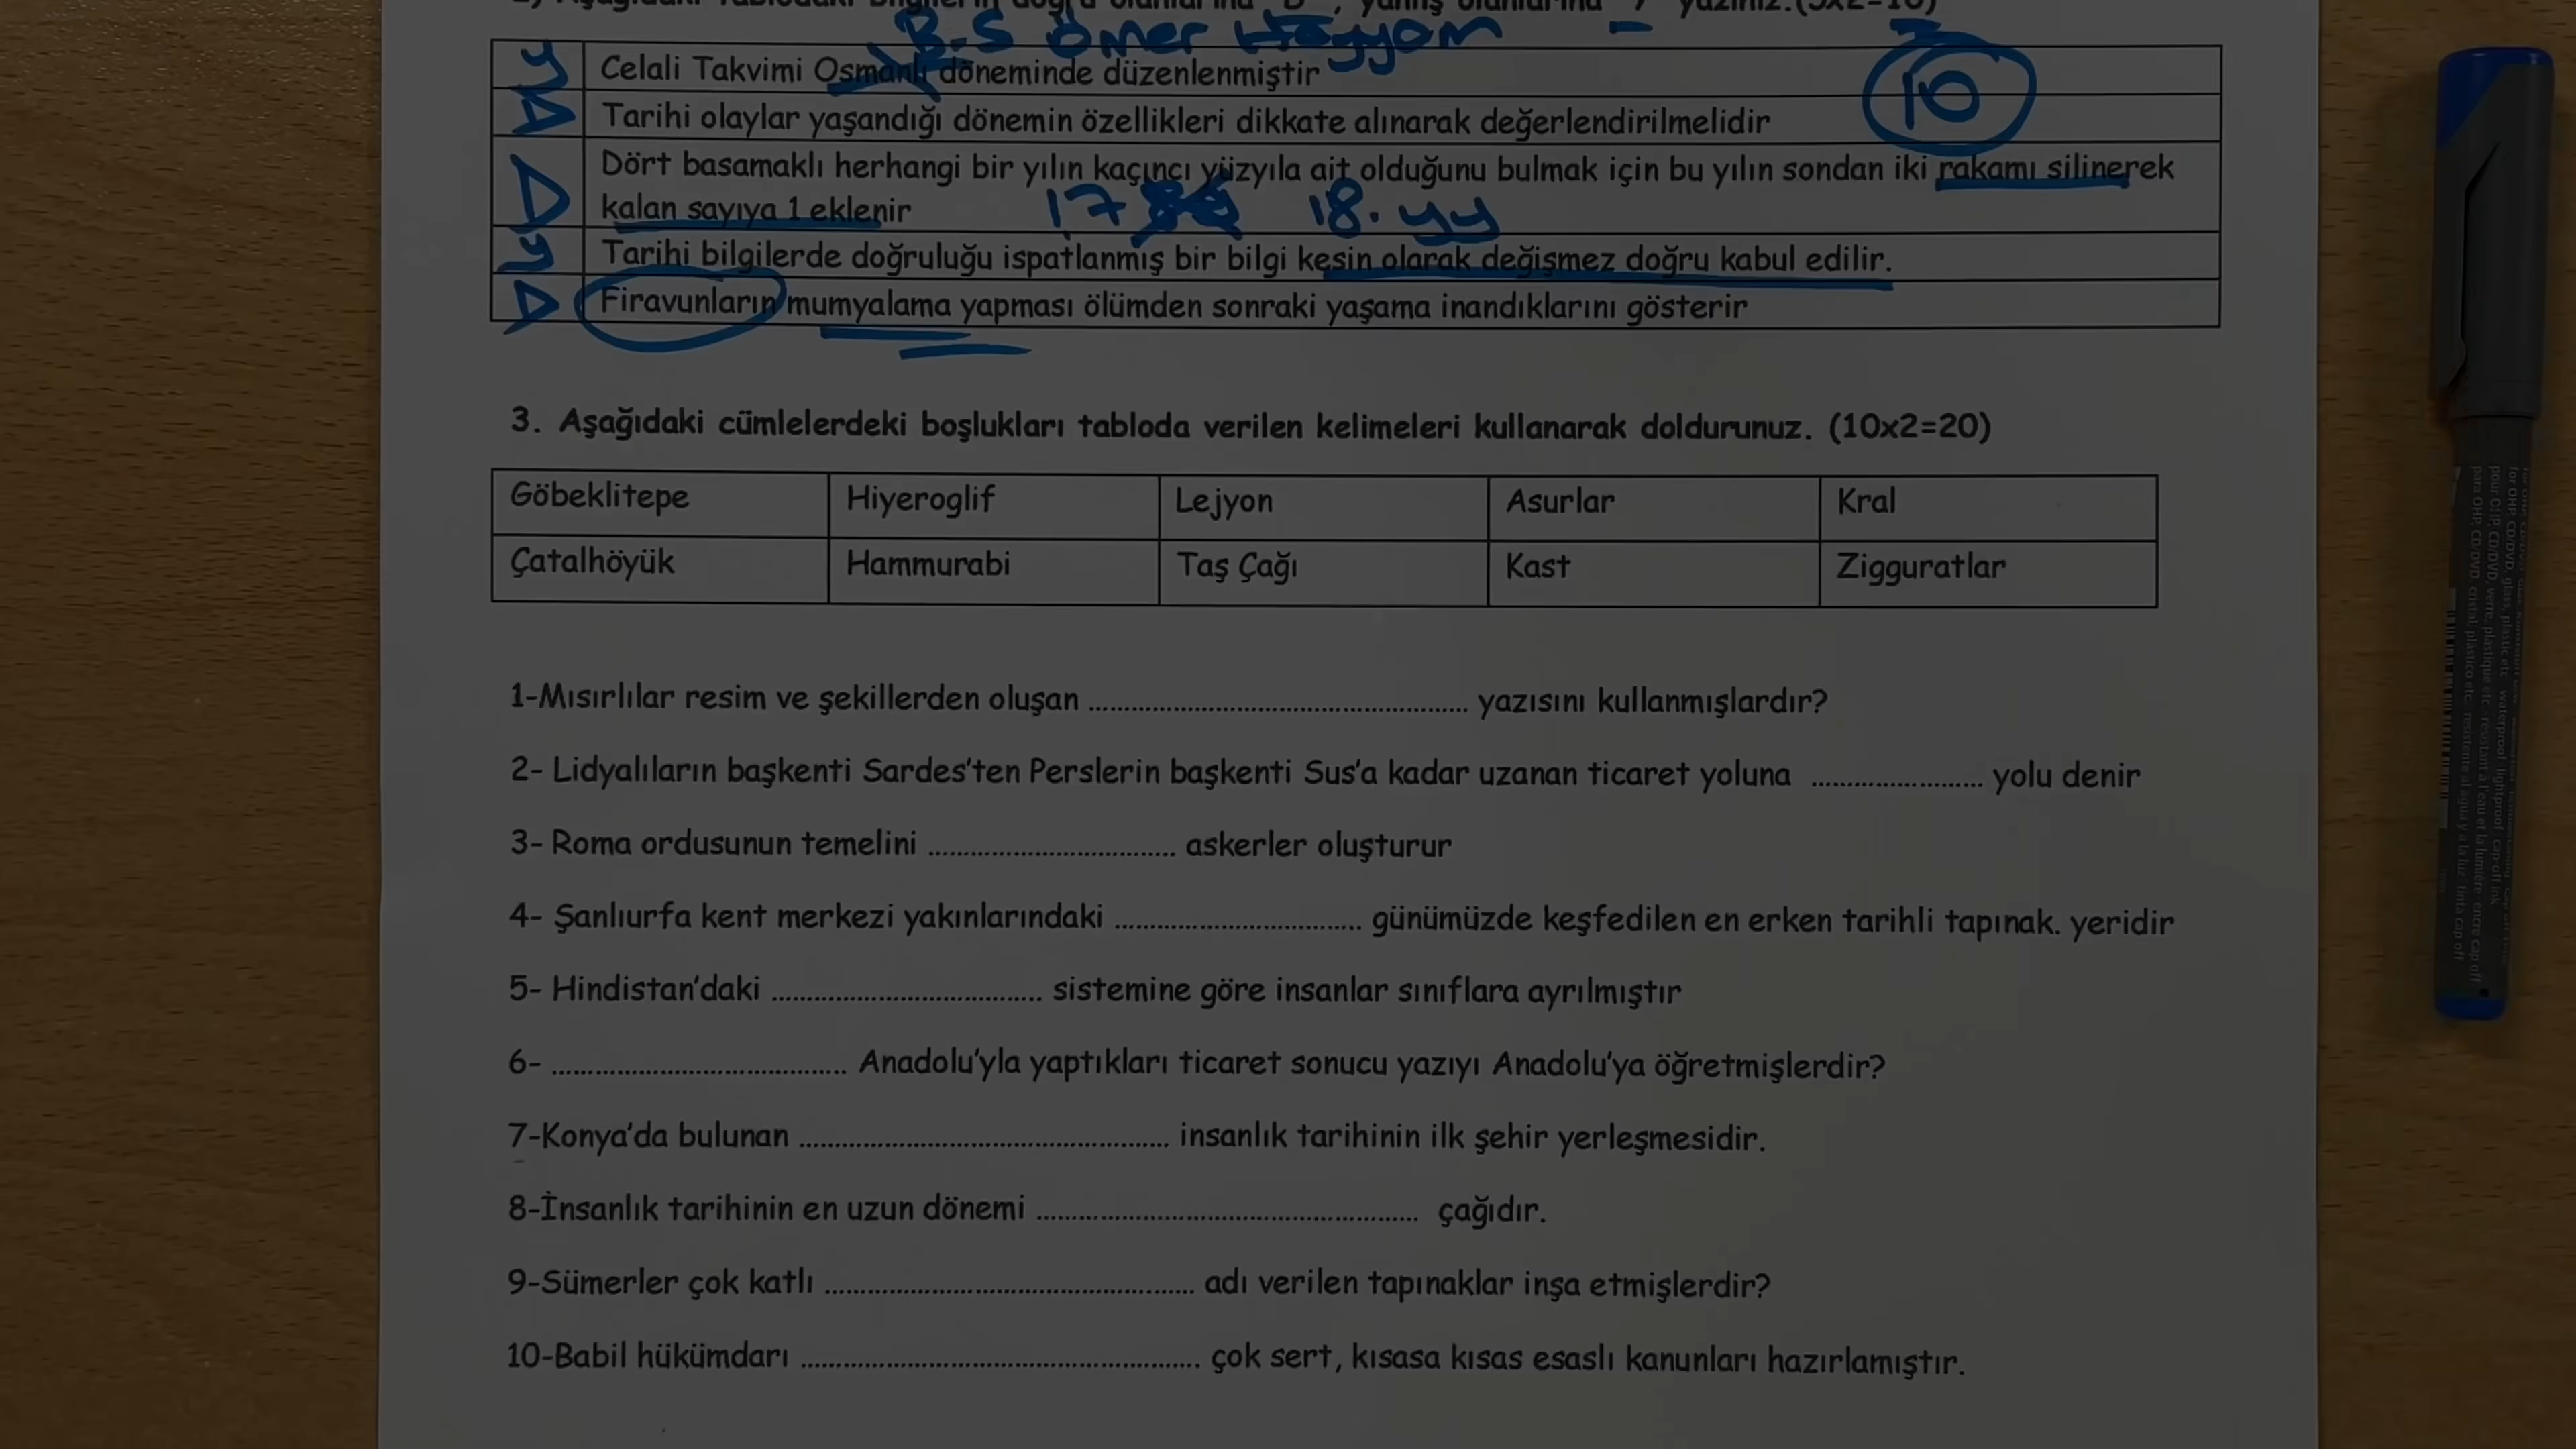 B.S Ömer Hayyam
y Celali Takvimi Osmanlı döneminde düzenlenmiştir
10
D Tarihi olaylar yaşandığı dönemin özellikleri dikkate alınarak değerlendirilmelidir
D Dört basamaklı herhangi bir yılın kaçıncı yüzyıla ait olduğunu bulmak için bu yılın sondan iki rakamı silinerek
kalan sayıya 1 eklenir 17 18. yy
y Tarihi bilgilerde doğruluğu ispatlanmış bir bilgi kesin olarak değişmez doğru kabul edilir.
D Firavunların mumyalama yapması ölümden sonraki yaşama inandıklarını gösterir
3. Aşağıdaki cümlelerdeki boşlukları tabloda verilen kelimeleri kullanarak doldurunuz. (10x2=20)
Göbeklitepe Hiyeroglif Lejyon Asurlar Kral
Çatalhöyük Hammurabi Taş Çağı Kast Zigguratlar
1-Mısırlılar resim ve şekillerden oluşan ................................ yazısını kullanmışlardır?
2- Lidyalıların başkenti Sardes'ten Perslerin başkenti Sus'a kadar uzanan ticaret yoluna ................ yolu denir
3- Roma ordusunun temelini ........................ askerler oluşturur
4- Şanlıurfa kent merkezi yakınlarındaki ........................ günümüzde keşfedilen en erken tarihli tapınak. yeridir
5- Hindistan'daki ........................ sistemine göre insanlar sınıflara ayrılmıştır
6- ............................ Anadolu'yla yaptıkları ticaret sonucu yazıyı Anadolu'ya öğretmişlerdir?
7-Konya'da bulunan ................................ insanlık tarihinin ilk şehir yerleşmesidir.
8-İnsanlık tarihinin en uzun dönemi ................................ çağıdır.
9-Sümerler çok katlı ................................ adı verilen tapınaklar inşa etmişlerdir?
10-Babil hükümdarı ................................ çok sert, kısasa kısas esaslı kanunları hazırlamıştır.